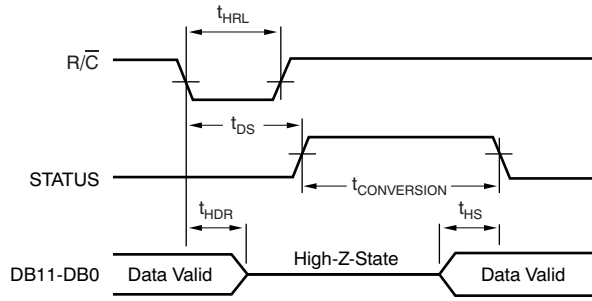 tHRL
R/C̅
tDS
STATUS
tCONVERSION
tHDR
tHS
High-Z-State
DB11-DB0
Data Valid
Data Valid